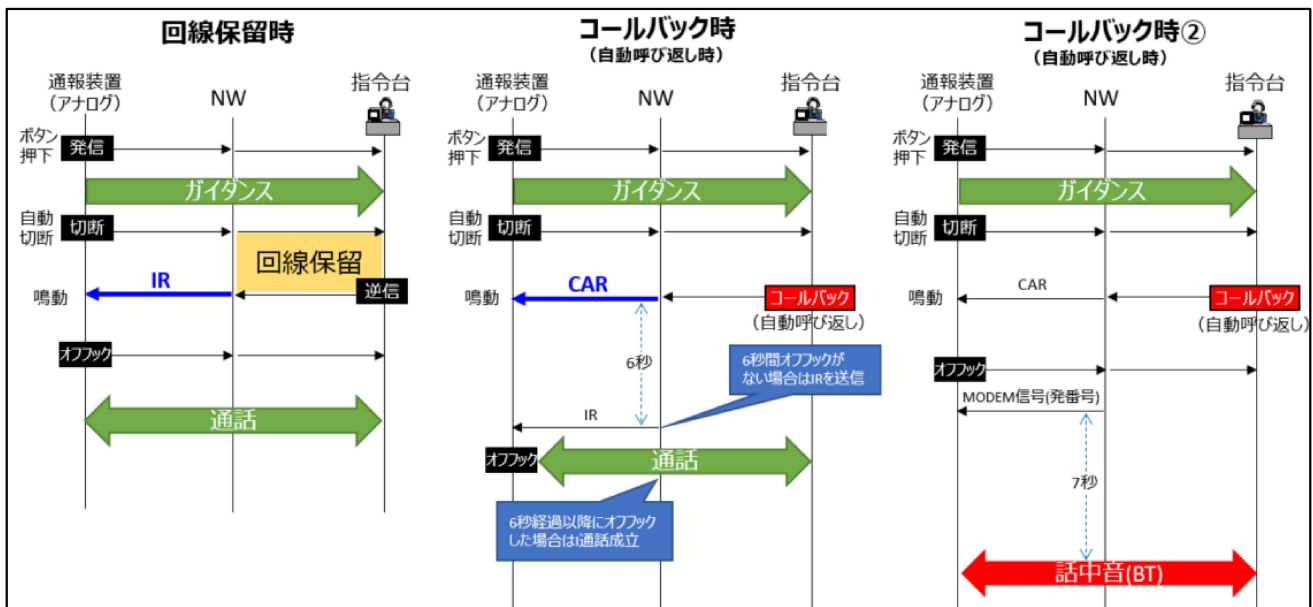 回線保留時
通報装置
(アナログ)
NW
指令台
ボタン
押下
発信
ガイダンス
自動
切断
切断
回線保留
IR
鳴動
逆信
オフフック
通話
コールバック時
(自動呼び返し時)
通報装置
(アナログ)
NW
指令台
ボタン
押下
発信
ガイダンス
自動
切断
切断
鳴動
CAR
コールバック
(自動呼び返し)
6秒
6秒間オフフックが
ない場合はIRを送信
IR
オフフック
通話
6秒経過以降にオフフック
した場合はI通話成立
コールバック時②
(自動呼び返し時)
通報装置
(アナログ)
NW
指令台
ボタン
押下
発信
ガイダンス
自動
切断
切断
鳴動
CAR
コールバック
(自動呼び返し)
オフフック
MODEM信号(発番号)
7秒
話中音(BT)